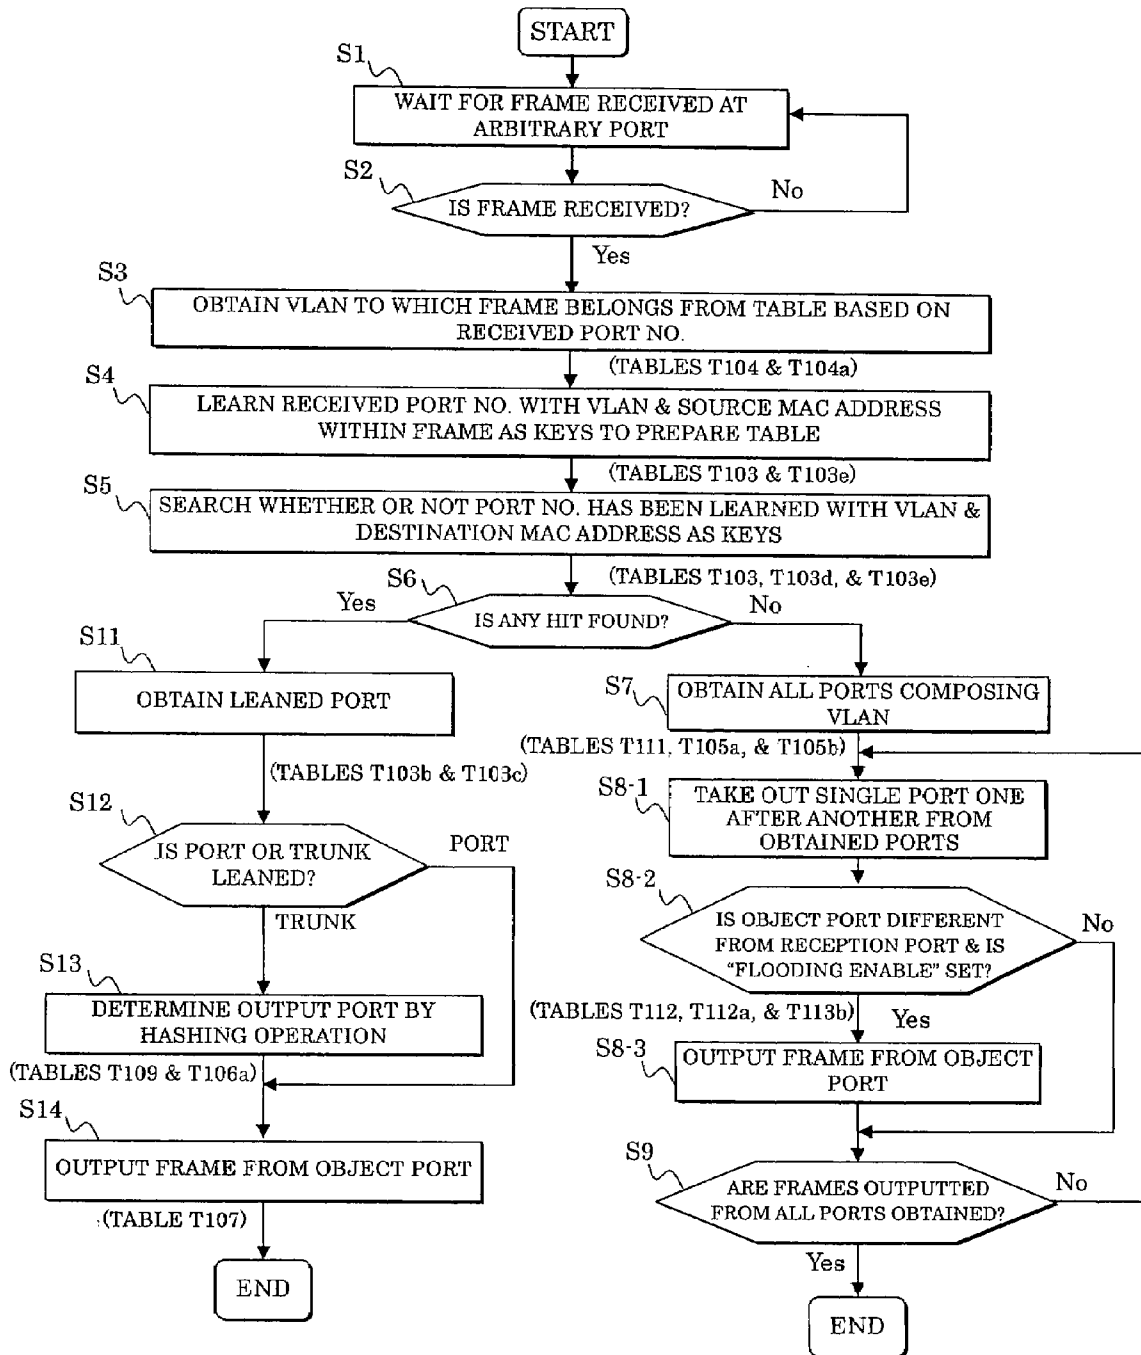 START
S1
WAIT FOR FRAME RECEIVED AT
ARBITRARY PORT
S2
No
IS FRAME RECEIVED?
Yes
S3
OBTAIN VLAN TO WHICH FRAME BELONGS FROM TABLE BASED ON
RECEIVED PORT NO.
(TABLES T104 & T104a)
S4
LEARN RECEIVED PORT NO. WITH VLAN & SOURCE MAC ADDRESS
WITHIN FRAME AS KEYS TO PREPARE TABLE
(TABLES T103 & T103e)
S5
SEARCH WHETHER OR NOT PORT NO. HAS BEEN LEARNED WITH VLAN &
DESTINATION MAC ADDRESS AS KEYS
(TABLES T103, T103d, & T103e)
S6
Yes
No
IS ANY HIT FOUND?
S11
OBTAIN LEANED PORT
(TABLES T103b & T103c)
S12
IS PORT OR TRUNK
LEANED?
PORT
TRUNK
S13
DETERMINE OUTPUT PORT BY
HASHING OPERATION
(TABLES T109 & T106a)
S14
OUTPUT FRAME FROM OBJECT PORT
(TABLE T107)
END
S7
OBTAIN ALL PORTS COMPOSING
VLAN
(TABLES T111, T105a, & T105b)
S8-1
TAKE OUT SINGLE PORT ONE
AFTER ANOTHER FROM
OBTAINED PORTS
S8-2
IS OBJECT PORT DIFFERENT
FROM RECEPTION PORT & IS
“FLOODING ENABLE” SET?
No
(TABLES T112, T112a, & T113b)
Yes
S8-3
OUTPUT FRAME FROM OBJECT
PORT
S9
ARE FRAMES OUTPUTTED
FROM ALL PORTS OBTAINED?
No
Yes
END